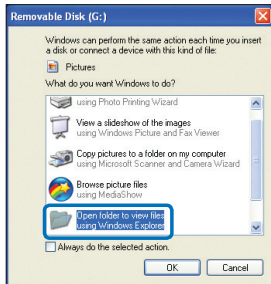 Removable Disk (G:)
Windows can perform the same action each time you insert
a disk or connect a device with this kind of file:
Pictures
What do you want Windows to do?
using Photo Printing Wizard
View a slideshow of the images
using Windows Picture and Fax Viewer
Copy pictures to a folder on my computer
using Microsoft Scanner and Camera Wizard
Browse picture files
using MediaShow
Open folder to view files
using Windows Explorer
Always do the selected action.
OK
Cancel